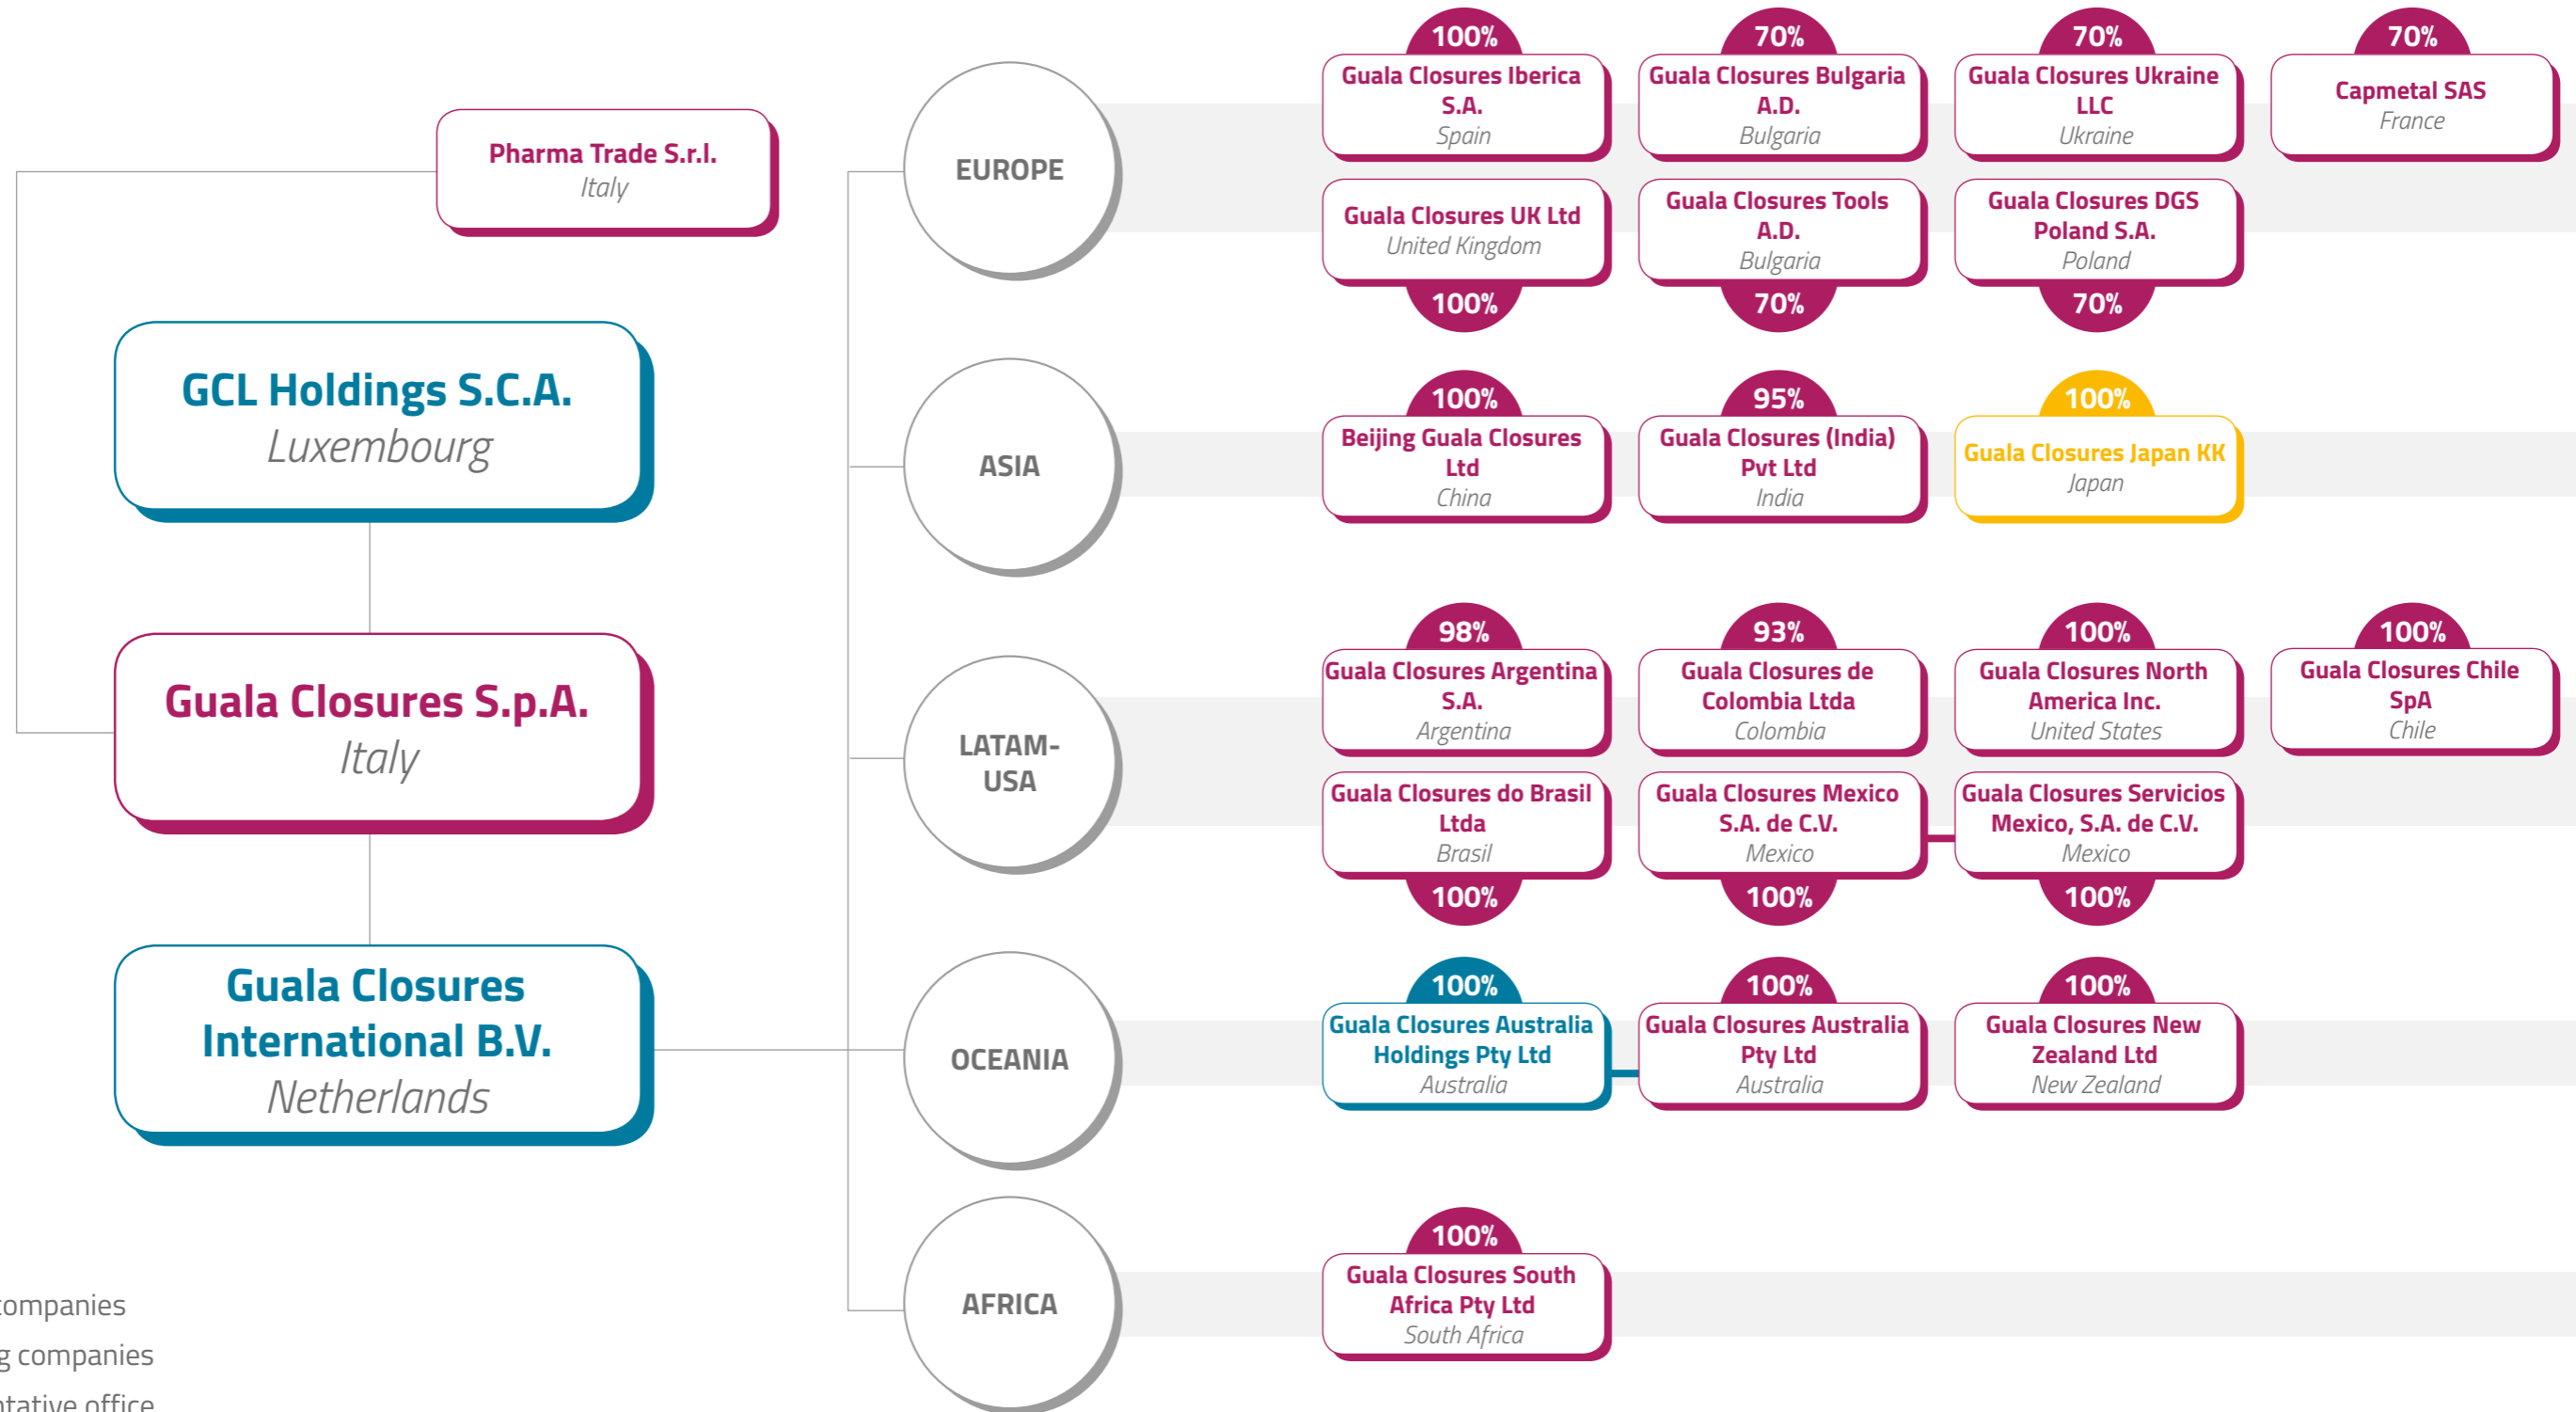 Pharma Trade S.r.l.
Italy
GCL Holdings S.C.A.
Luxembourg
Guala Closures S.p.A.
Italy
Guala Closures
International B.V.
Netherlands
EUROPE
100%
Guala Closures Iberica
S.A.
Spain
70%
Guala Closures Bulgaria
A.D.
Bulgaria
70%
Guala Closures Ukraine
LLC
Ukraine
70%
Capmetal SAS
France
Guala Closures UK Ltd
United Kingdom
100%
Guala Closures Tools
A.D.
Bulgaria
70%
Guala Closures DGS
Poland S.A.
Poland
70%
ASIA
100%
Beijing Guala Closures
Ltd
China
95%
Guala Closures (India)
Pvt Ltd
India
100%
Guala Closures Japan KK
Japan
LATAM-
USA
98%
Guala Closures Argentina
S.A.
Argentina
93%
Guala Closures de
Colombia Ltda
Colombia
100%
Guala Closures North
America Inc.
United States
100%
Guala Closures Chile
SpA
Chile
Guala Closures do Brasil
Ltda
Brasil
100%
Guala Closures Mexico
S.A. de C.V.
Mexico
100%
Guala Closures Servicios
Mexico, S.A. de C.V.
Mexico
100%
OCEANIA
100%
Guala Closures Australia
Holdings Pty Ltd
Australia
100%
Guala Closures Australia
Pty Ltd
Australia
100%
Guala Closures New
Zealand Ltd
New Zealand
AFRICA
100%
Guala Closures South
Africa Pty Ltd
South Africa
companies
companies
office